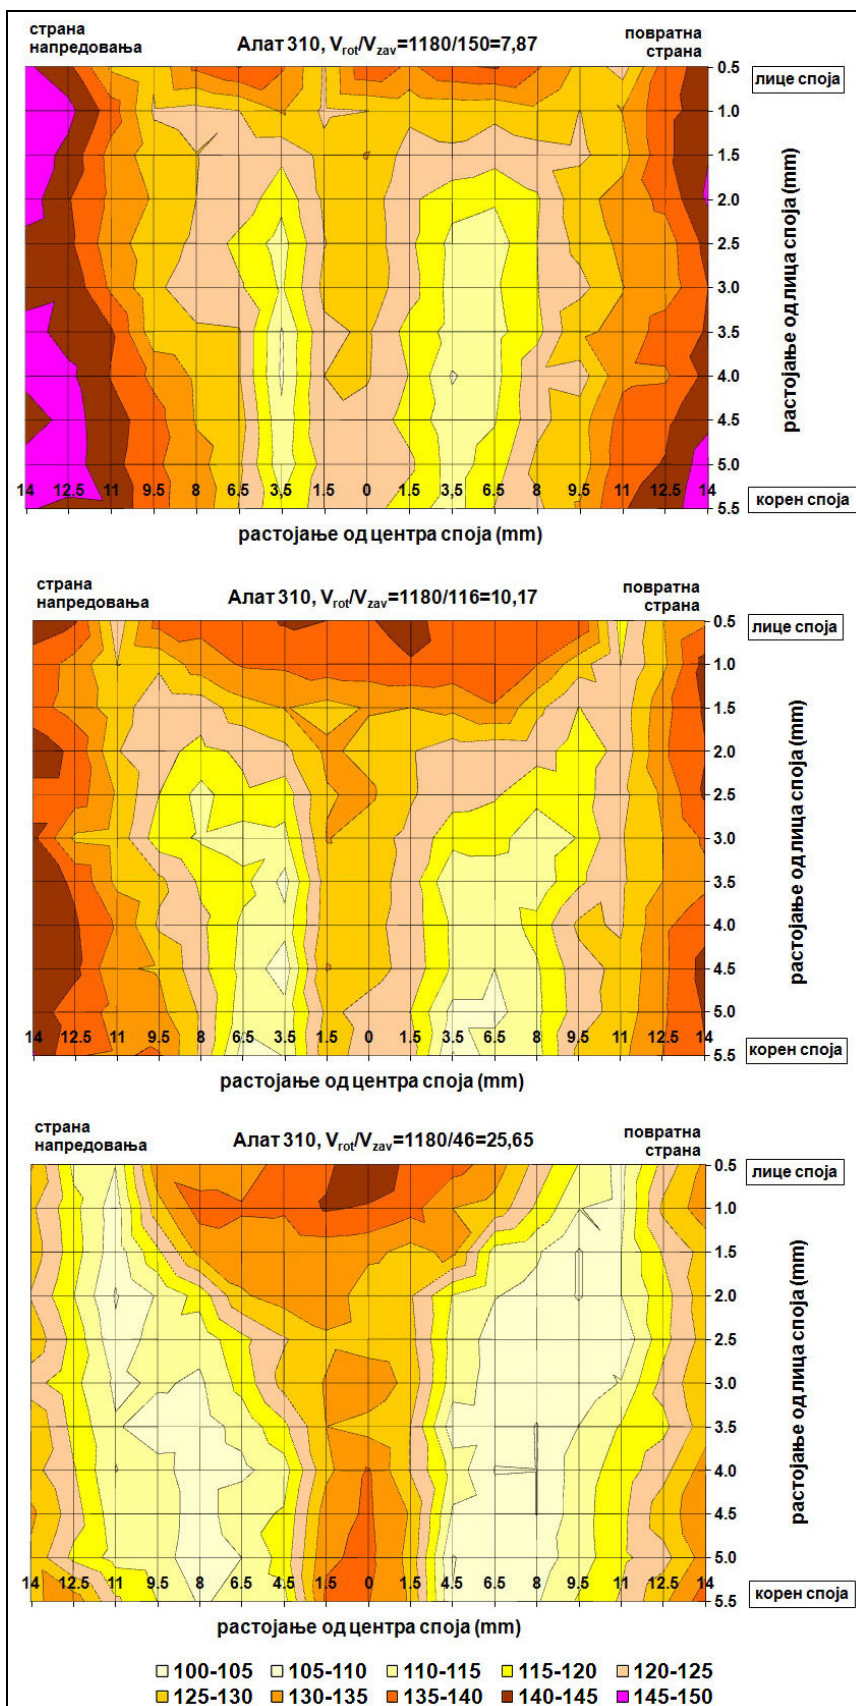 страна
напредовања
Алат 310, Vrot/Vzav=1180/150=7,87
повратна
страна
0.5
лице споја
1.0
1.5
2.0
2.5
3.0
3.5
4.0
4.5
5.0
5.5
растојање од лица споја (mm)
14 12.5 11 9.5 8 6.5 3,5 1.5 0 1.5 3,5 6.5 8 9.5 11 12.5 14
корен споја
растојање од центра споја (mm)
страна
напредовања
Алат 310, Vrot/Vzav=1180/116=10,17
повратна
страна
0.5
лице споја
1.0
1.5
2.0
2.5
3.0
3.5
4.0
4.5
5.0
5.5
растојање од лица споја (mm)
14 12.5 11 9.5 8 6.5 3.5 1.5 0 1.5 3.5 6.5 8 9.5 11 12.5 14
корен споја
растојање од центра споја (mm)
страна
напредовања
Алат 310, Vrot/Vzav=1180/46=25,65
повратна
страна
0.5
лице споја
1.0
1.5
2.0
2.5
3.0
3.5
4.0
4.5
5.0
5.5
растојање од лица споја (mm)
14 12.5 11 9.5 8 6.5 4.5 1.5 0 1.5 4.5 6.5 8 9.5 11 12.5 14
корен споја
растојање од центра споја (mm)
100-105 105-110 110-115 115-120 120-125
125-130 130-135 135-140 140-145 145-150